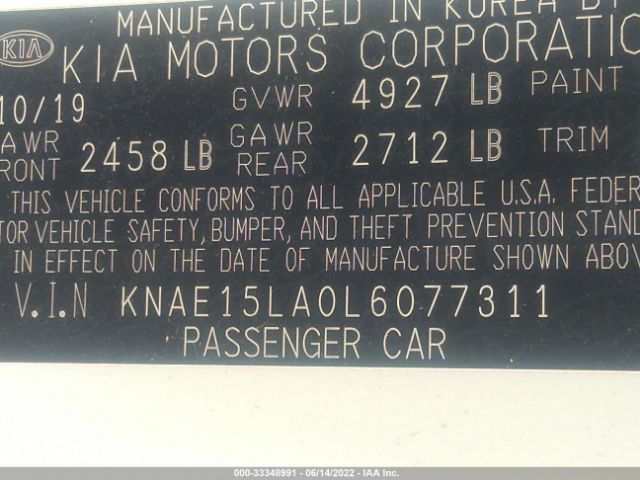 MANUFACTURED IN KOREA BY
KIA KIA MOTORS CORPORATIO
10/19 GVWR 4927 LB PAINT
AWR
RONT 2458 LB GAWR
REAR 2712 LB TRIM
THIS VEHICLE CONFORMS TO ALL APPLICABLE U.S.A. FEDER
TOR VEHICLE SAFETY, BUMPER, AND THEFT PREVENTION STAND
IN EFFECT ON THE DATE OF MANUFACTURE SHOWN ABOV
V.I.N KNAE15LA0L6077311
PASSENGER CAR
000-33348991 - 06/14/2022 - IAA Inc.